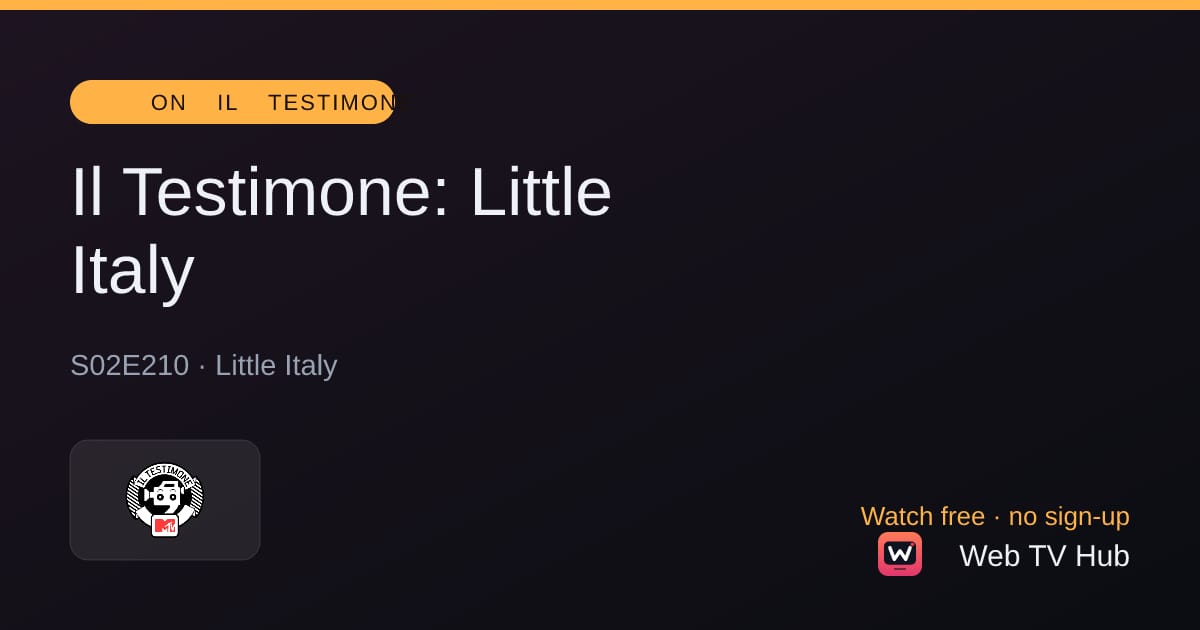 ON IL TESTIMON
Il Testimone: Little
Italy
S02E210 · Little Italy
IL TESTIMONE
MTV
Watch free · no sign-up
W
Web TV Hub